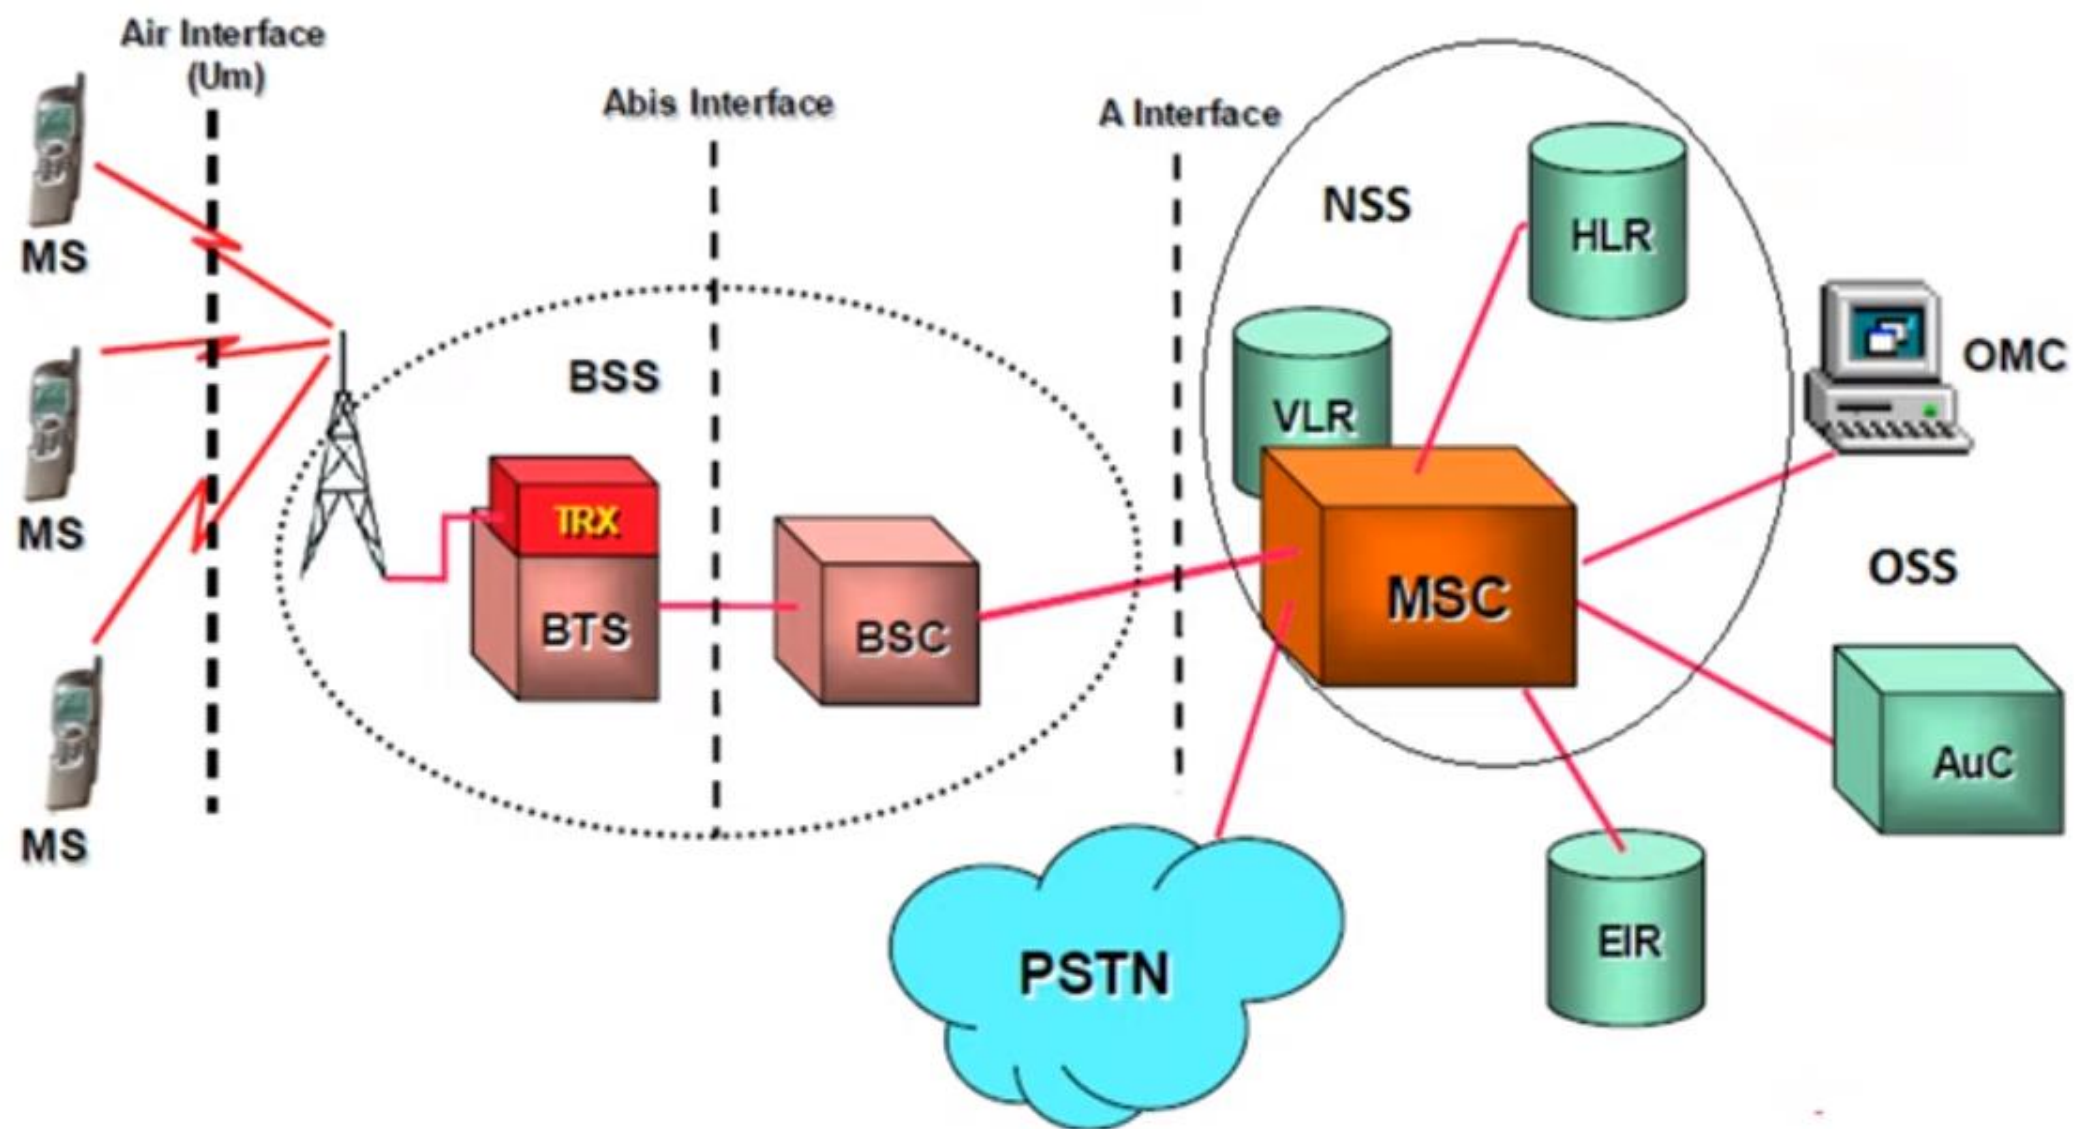 Air Interface
(Um)
Abis Interface
A Interface
MS
MS
MS
BSS
TRX
BTS
BSC
NSS
HLR
VLR
MSC
OMC
OSS
AuC
EIR
PSTN